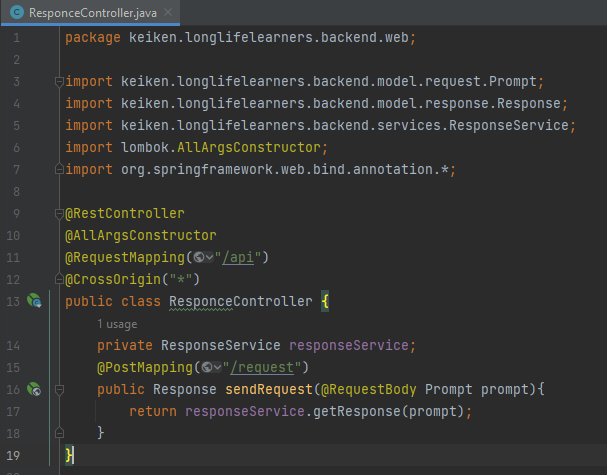 ResponceController.java
1 package keiken.longlifelearners.backend.web;
2
3 import keiken.longlifelearners.backend.model.request.Prompt;
4 import keiken.longlifelearners.backend.model.response.Response;
5 import keiken.longlifelearners.backend.services.ResponseService;
6 import lombok.AllArgsConstructor;
7 import org.springframework.web.bind.annotation.*;
8
9 @RestController
10 @AllArgsConstructor
11 @RequestMapping("/api")
12 @CrossOrigin("*")
13 public class ResponceController {
1 usage
14 private ResponseService responseService;
15 @PostMapping("/request")
16 public Response sendRequest(@RequestBody Prompt prompt){
17 return responseService.getResponse(prompt);
18 }
19 }